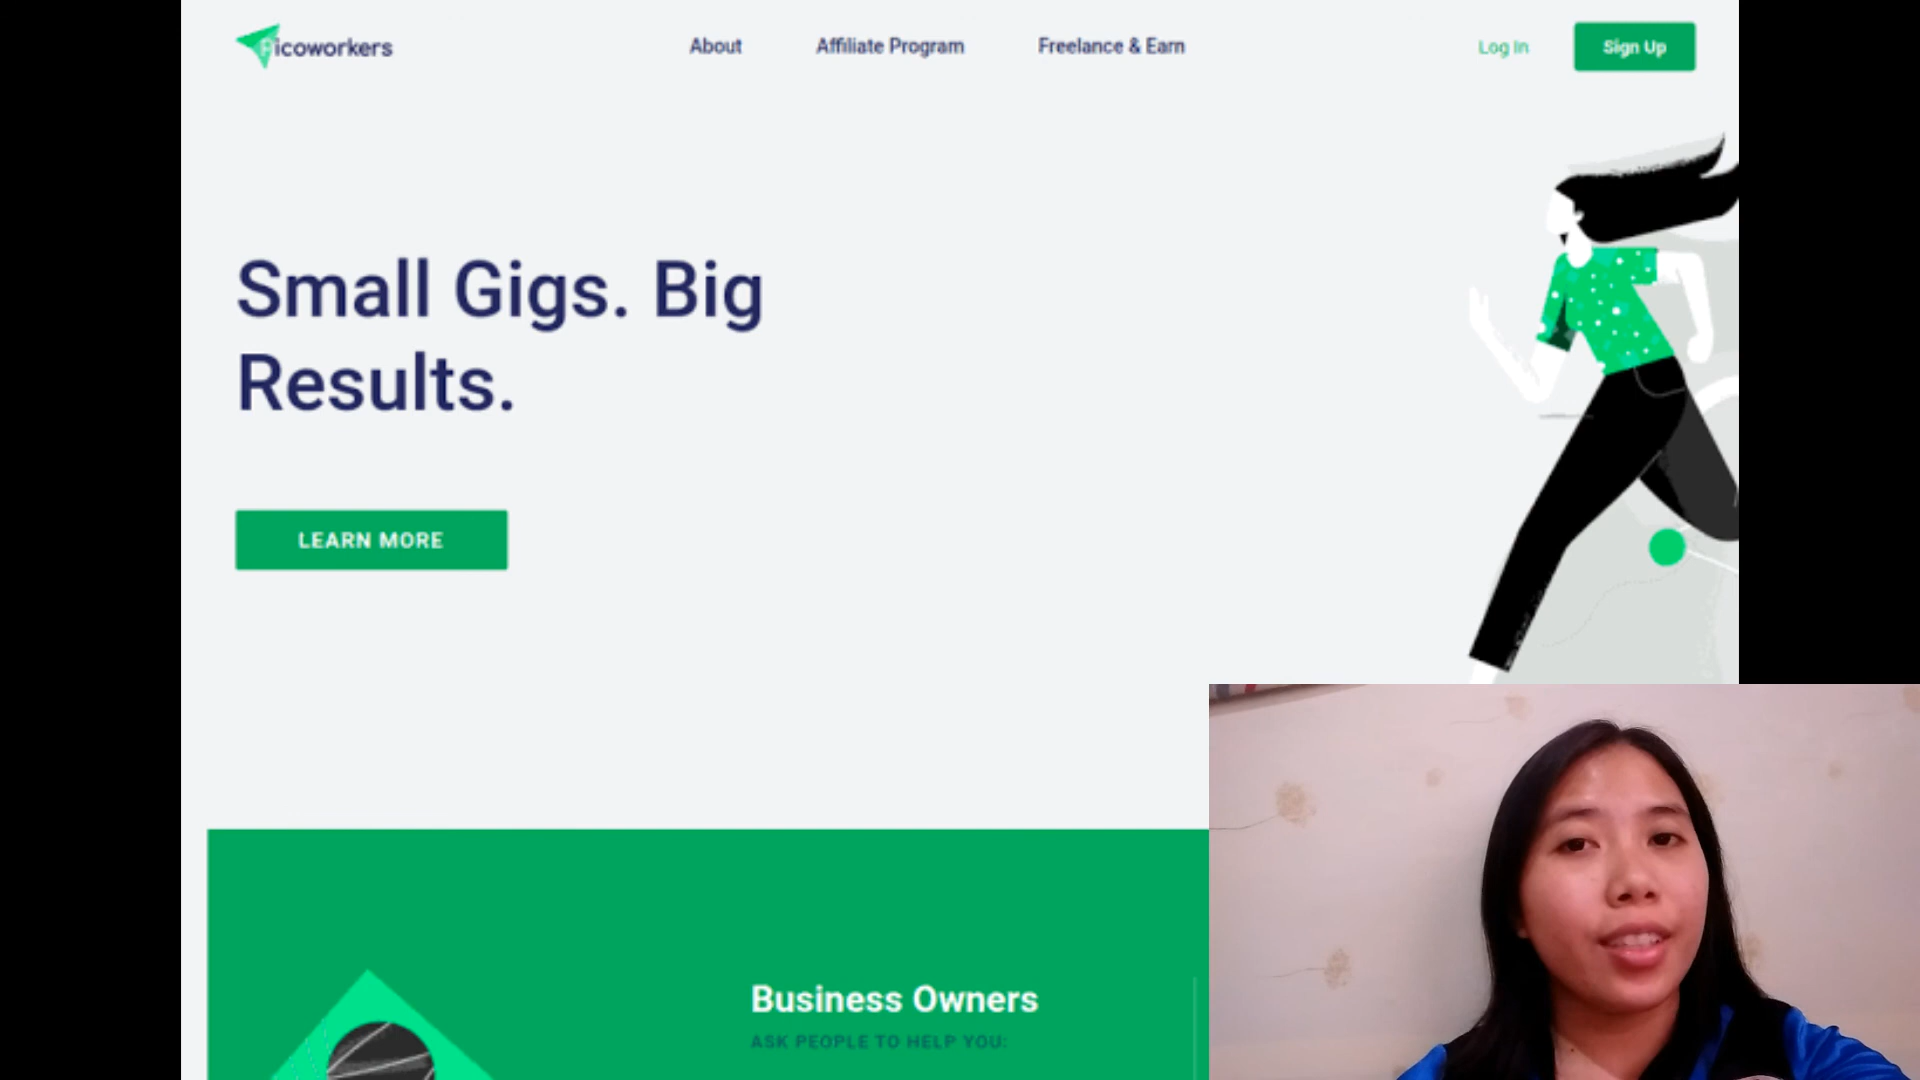 Picoworkers
About
Affiliate Program
Freelance & Earn
Log In
Sign Up
Small Gigs. Big
Results.
LEARN MORE
Business Owners
ASK PEOPLE TO HELP YOU: